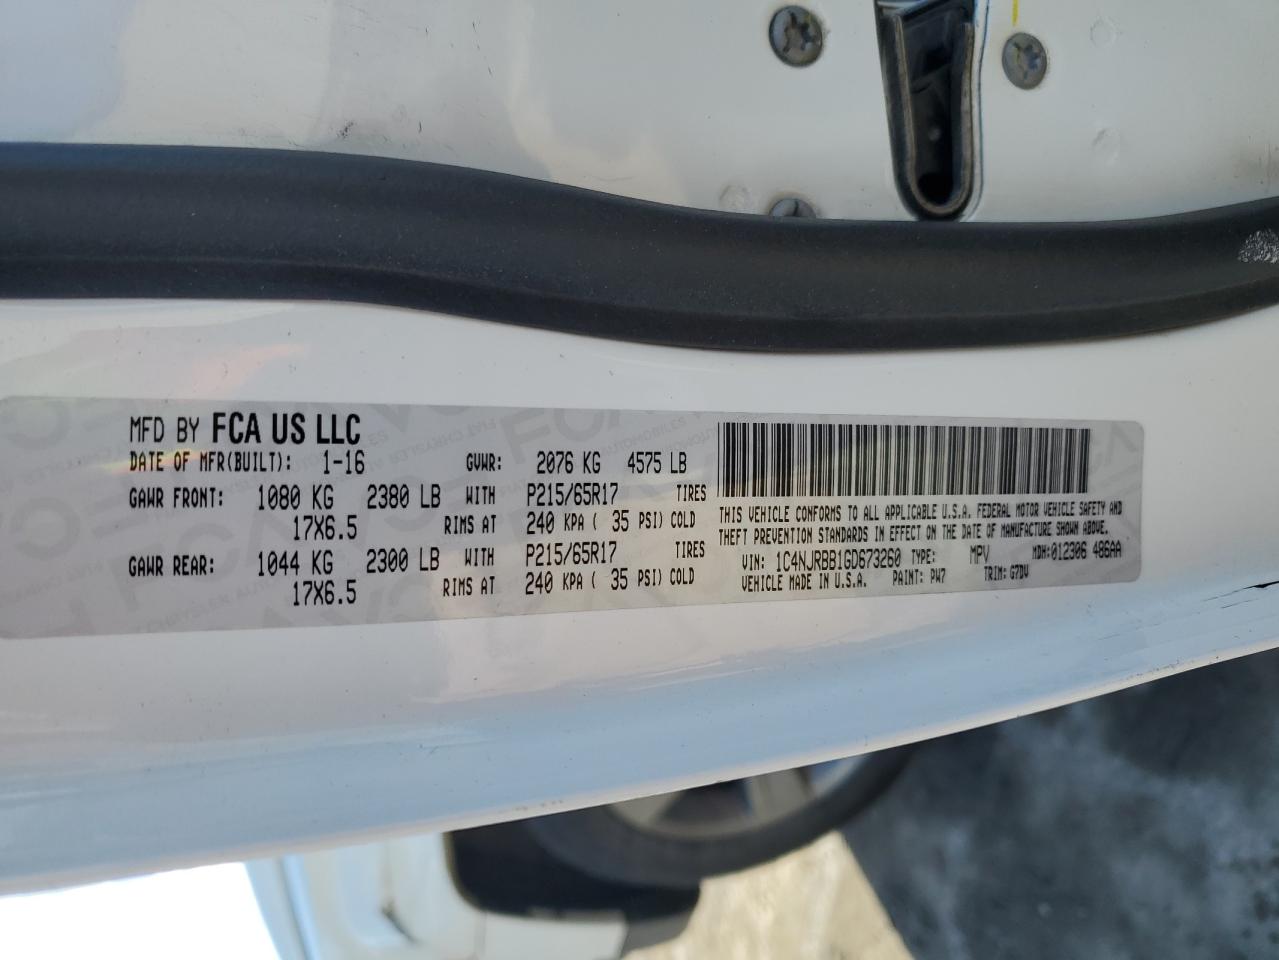 MFD BY FCA US LLC
DATE OF MFR(BUILT): 1-16 GVWR: 2076 KG 4575 LB
GAWR FRONT: 1080 KG 2380 LB WITH P215/65R17 TIRES
17X6.5 RIMS AT 240 KPA ( 35 PSI) COLD
GAWR REAR: 1044 KG 2300 LB WITH P215/65R17 TIRES
17X6.5 RIMS AT 240 KPA ( 35 PSI) COLD
THIS VEHICLE CONFORMS TO ALL APPLICABLE U.S.A. FEDERAL MOTOR VEHICLE SAFETY AND
THEFT PREVENTION STANDARDS IN EFFECT ON THE DATE OF MANUFACTURE SHOWN ABOVE.
VIN: 1C4NJRBB1GD673260 TYPE: MPV MDH:012306 486AA
VEHICLE MADE IN U.S.A. PAINT: PW7 TRIM: G7DV